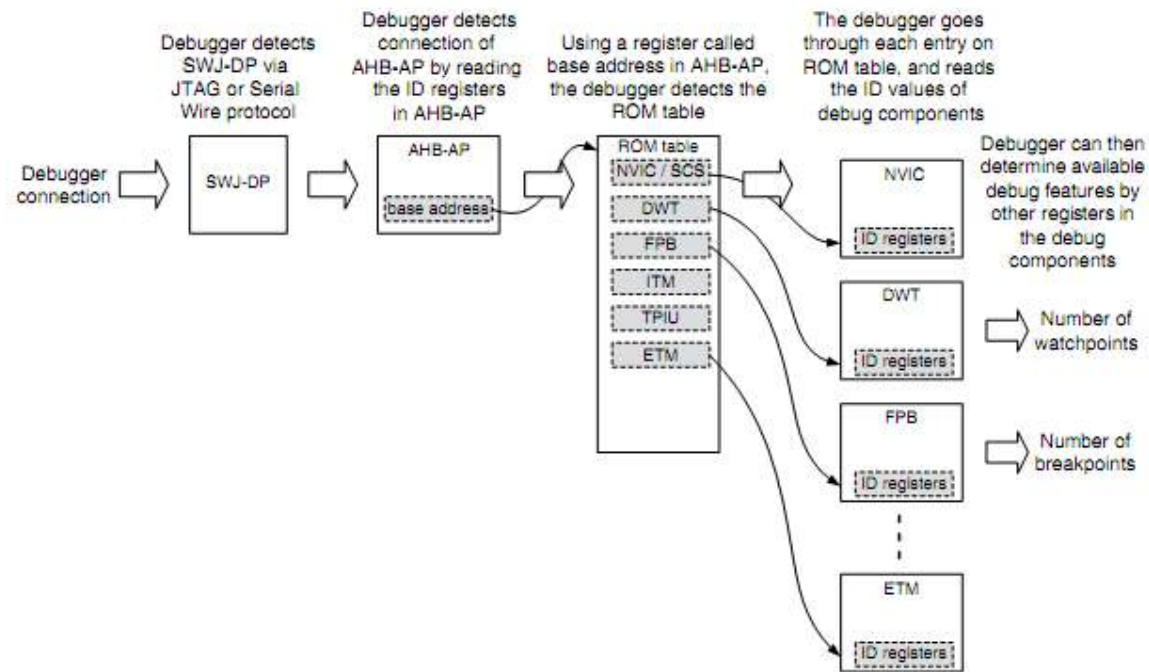 Debugger detects
SWJ-DP via
JTAG or Serial
Wire protocol
Debugger detects
connection of
AHB-AP by reading
the ID registers
in AHB-AP
Using a register called
base address in AHB-AP,
the debugger detects the
ROM table
The debugger goes
through each entry on
ROM table, and reads
the ID values of
debug components
Debugger
connection
SWJ-DP
AHB-AP
base address
ROM table
NVIC / SCS
DWT
FPB
ITM
TPIU
ETM
NVIC
ID registers
Debugger can then
determine available
debug features by
other registers in
the debug
components
DWT
ID registers
Number of
watchpoints
FPB
ID registers
Number of
breakpoints
ETM
ID registers